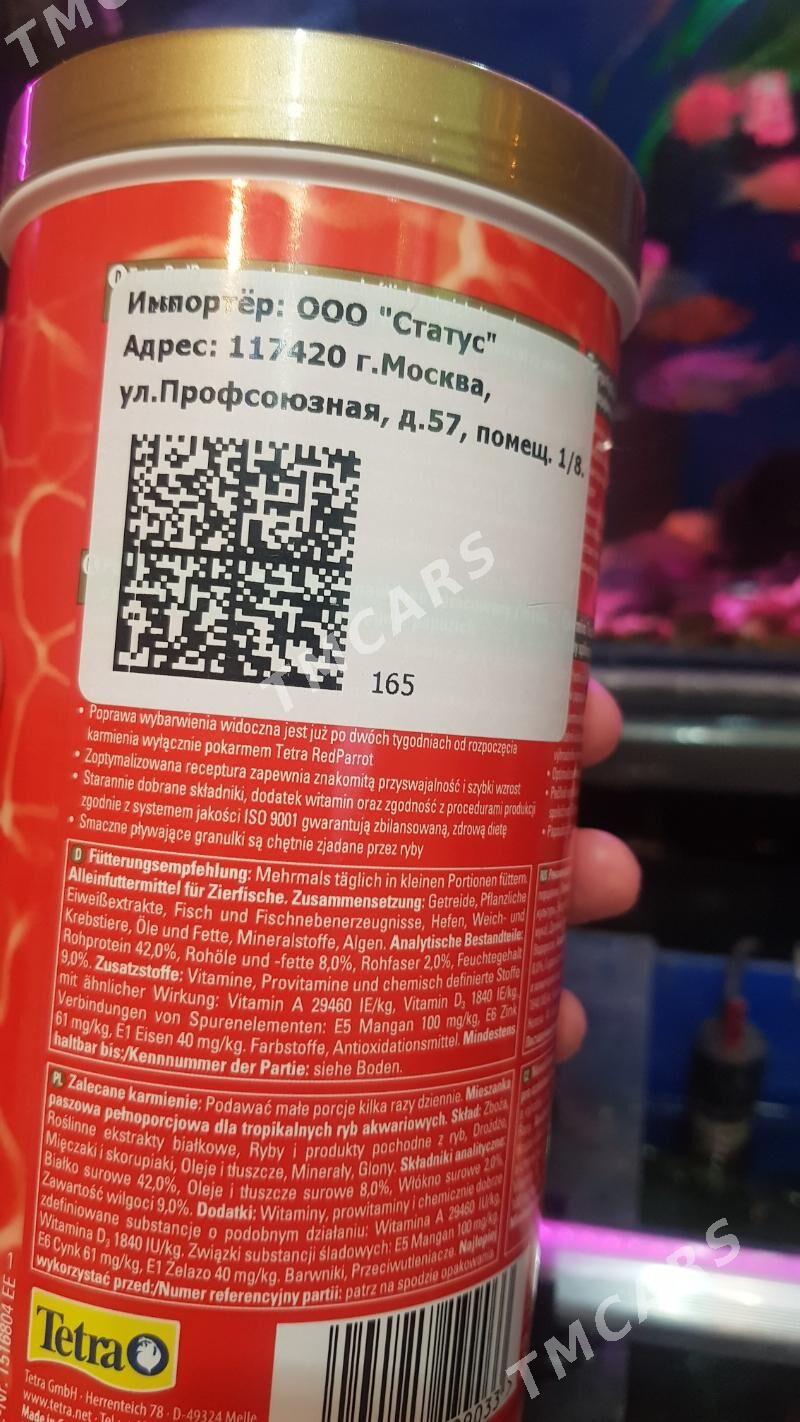 Импортёр: ООО "Статус"
Адрес: 117420 г.Москва,
ул.Профсоюзная, д.57, помещ. 1/8.
165
• Poprawa wybarwienia widoczna jest już po dwóch tygodniach od rozpoczęcia
karmienia wyłącznie pokarmem Tetra RedParrot
• Zoptymalizowana receptura zapewnia znakomitą przyswajalność i szybki wzrost
• Starannie dobrane składniki, dodatek witamin oraz zgodność z procedurami produkcji
zgodnie z systemem jakości ISO 9001 gwarantują zbilansowaną, zdrową dietę
• Smaczne pływające granulki są chętnie zjadane przez ryby
D Fütterungsempfehlung: Mehrmals täglich in kleinen Portionen füttern.
Alleinfuttermittel für Zierfische. Zusammensetzung: Getreide, Pflanzliche
Eiweißextrakte, Fisch und Fischnebenerzeugnisse, Hefen, Weich- und
Krebstiere, Öle und Fette, Mineralstoffe, Algen. Analytische Bestandteile:
Rohprotein 42,0%, Rohöle und -fette 8,0%, Rohfaser 2,0%, Feuchtegehalt
9,0%. Zusatzstoffe: Vitamine, Provitamine und chemisch definierte Stoffe
mit ähnlicher Wirkung: Vitamin A 29460 IE/kg, Vitamin D₃ 1840 IE/kg.
Verbindungen von Spurenelementen: E5 Mangan 100 mg/kg, E6 Zink
61 mg/kg, E1 Eisen 40 mg/kg. Farbstoffe, Antioxidationsmittel. Mindestens
haltbar bis:/Kennnummer der Partie: siehe Boden.
PL Zalecane karmienie: Podawać małe porcje kilka razy dziennie. Mieszanka
paszowa pełnoporcjowa dla tropikalnych ryb akwariowych. Skład: Zboża,
Roślinne ekstrakty białkowe, Ryby i produkty pochodne z ryb, Drożdże,
Mięczaki i skorupiaki, Oleje i tłuszcze, Minerały, Glony. Składniki analityczne:
Białko surowe 42,0%, Oleje i tłuszcze surowe 8,0%, Włókno surowe 2,0%,
Zawartość wilgoci 9,0%. Dodatki: Witaminy, prowitaminy i chemicznie dobrze
zdefiniowane substancje o podobnym działaniu: Witamina A 29460 IU/kg,
Witamina D₃ 1840 IU/kg. Związki substancji śladowych: E5 Mangan 100 mg/kg,
E6 Cynk 61 mg/kg, E1 Żelazo 40 mg/kg. Barwniki, Przeciwutleniacze. Najlepiej
wykorzystać przed:/Numer referencyjny partii: patrz na spodzie opakowania.
Tetra
Tetra GmbH · Herrenteich 78 · D-49324 Melle
www.tetra.net
Made in
1516804 EE
TMCARS
TMCARS